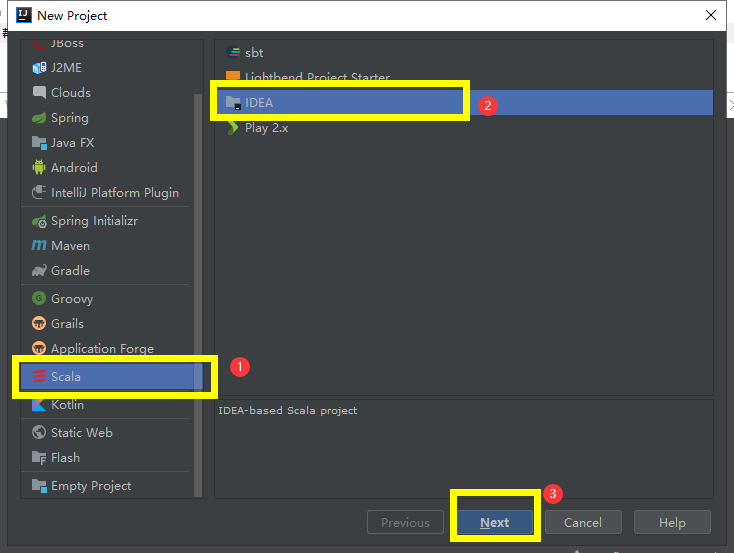 New Project
JBoss
J2ME
Clouds
Spring
Java FX
Android
IntelliJ Platform Plugin
Spring Initializr
Maven
Gradle
Groovy
Grails
Application Forge
Scala
Kotlin
Static Web
Flash
Empty Project
1
sbt
Lightbend Project Starter
IDEA
2
Play 2.x
IDEA-based Scala project
3
Previous
Next
Cancel
Help